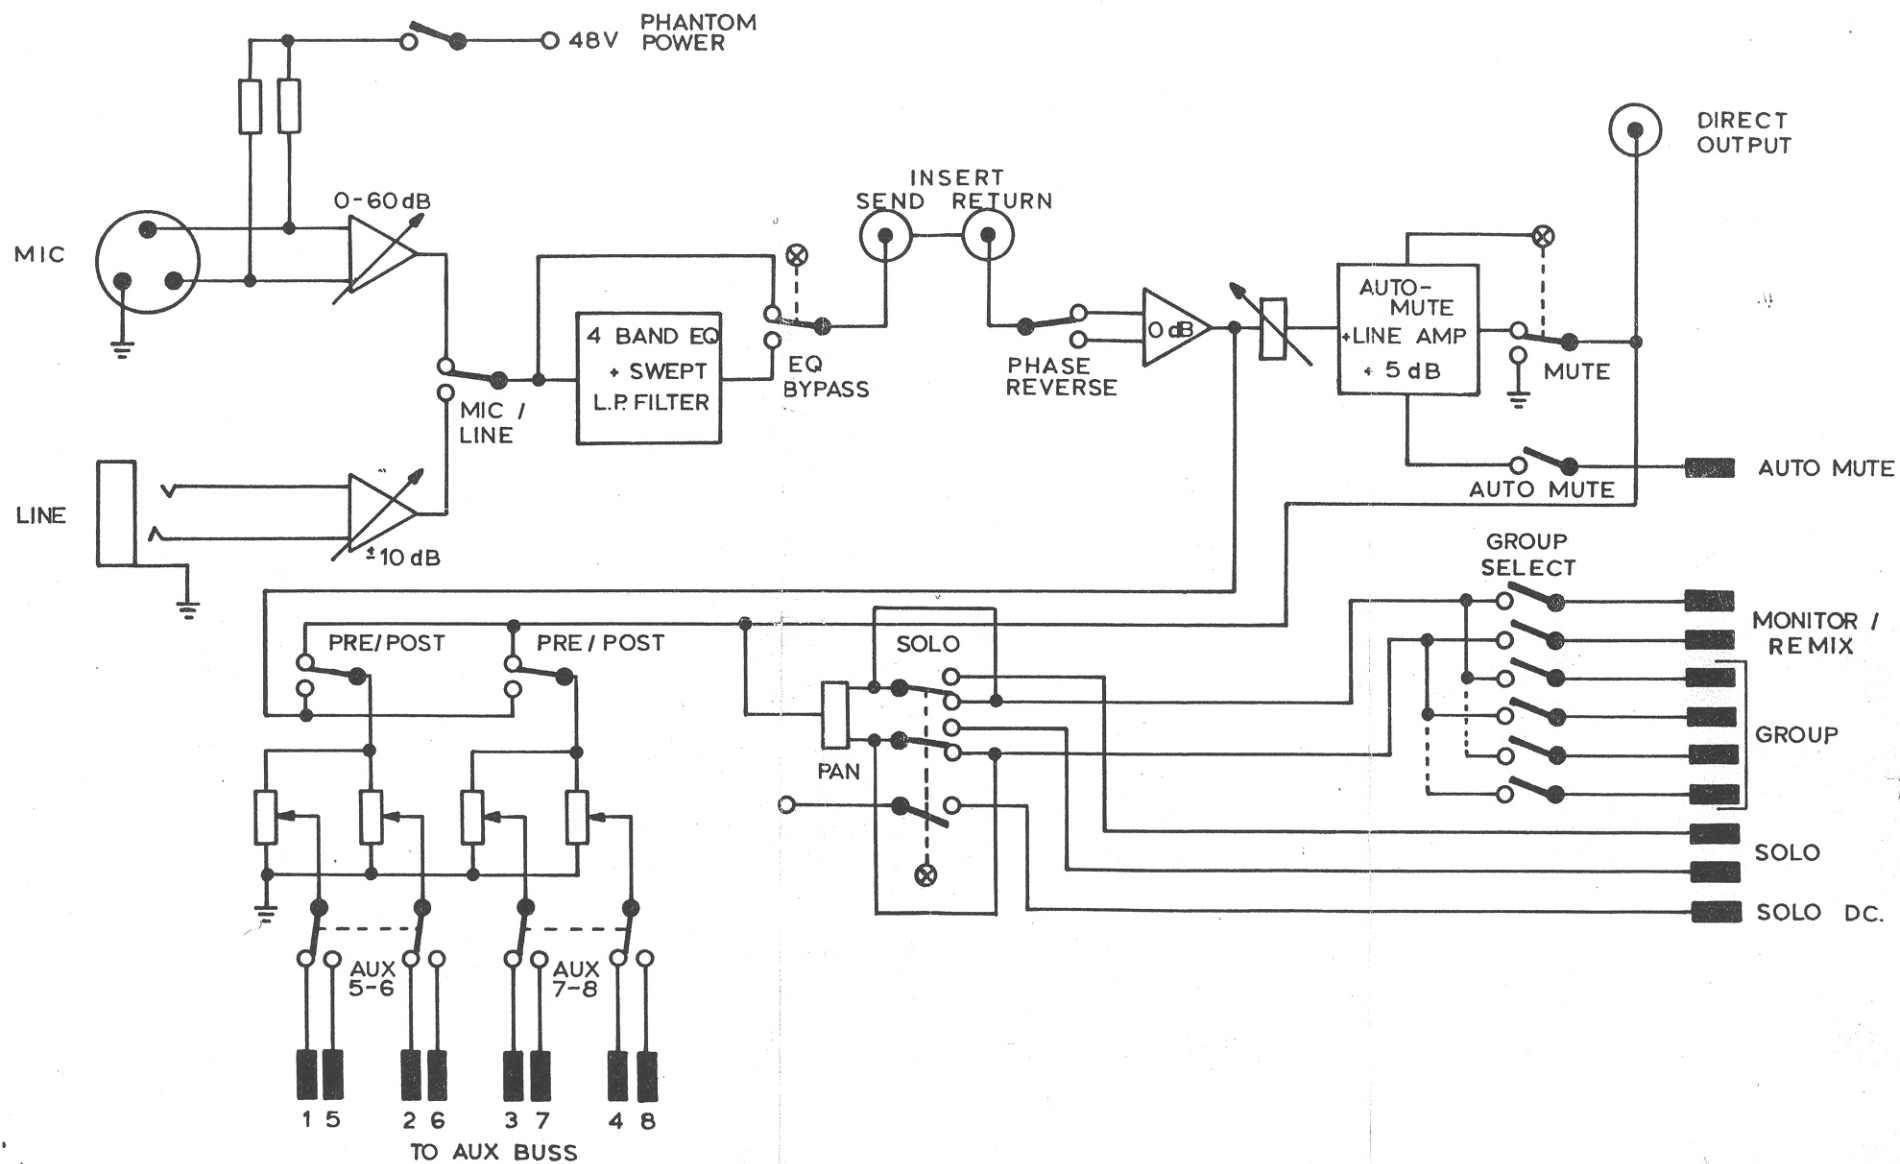 PHANTOM
48V POWER
DIRECT
OUTPUT
INSERT
SEND RETURN
0-60dB
MIC
AUTO-
MUTE
+LINE AMP
+ 5dB
0dB
4 BAND EQ
+ SWEPT
L.P. FILTER
EQ
BYPASS
PHASE
REVERSE
MUTE
MIC /
LINE
AUTO MUTE
AUTO MUTE
LINE
±10dB
GROUP
SELECT
MONITOR /
REMIX
PRE/POST
PRE/POST
SOLO
GROUP
PAN
SOLO
SOLO DC.
AUX
5-6
AUX
7-8
1 5 2 6 3 7 4 8
TO AUX BUSS